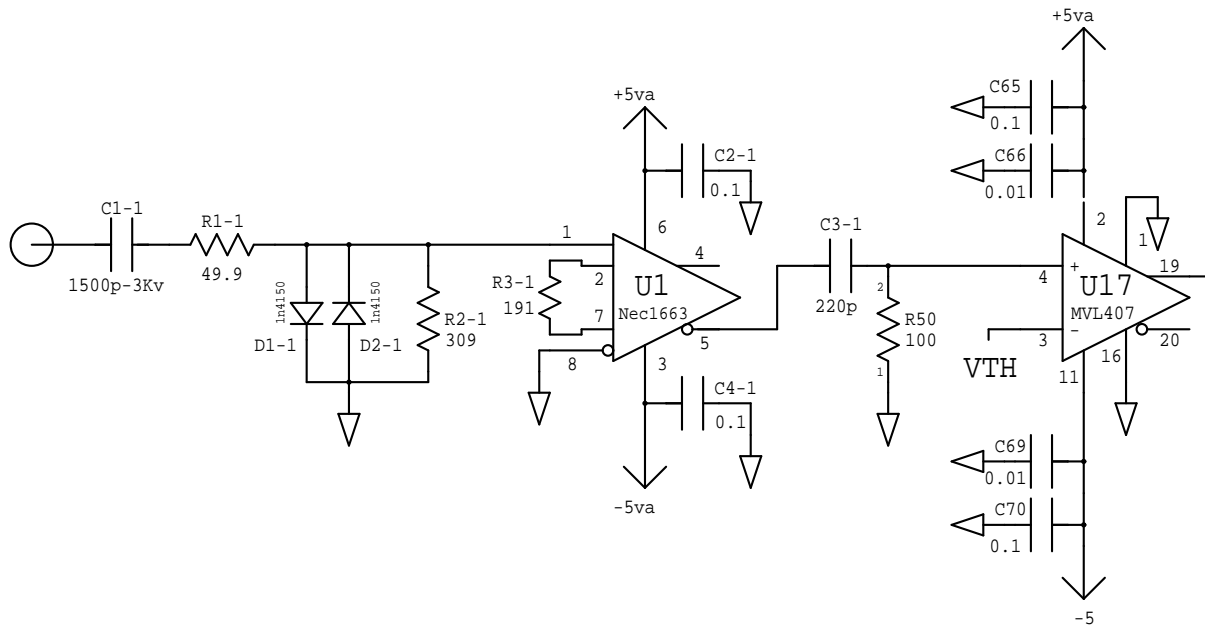 +5va
C65
0.1
C66
0.01
+5va
C2-1
0.1
C1-1
1500p-3Kv
R1-1
49.9
1n4150
1n4150
D1-1
D2-1
R2-1
309
R3-1
191
1
2
7
8
6
4
U1
Nec1663
5
3
C4-1
0.1
-5va
C3-1
220p
2
R50
100
1
4
3
VTH
2
1
19
+
U17
MVL407
-
20
16
11
C69
0.01
C70
0.1
-5